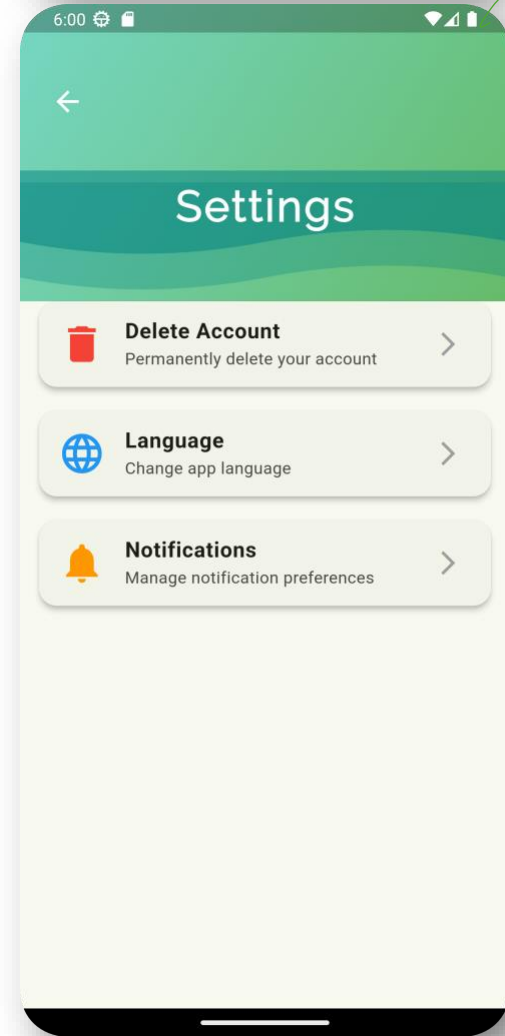 6:00
Settings
Delete Account
Permanently delete your account
Language
Change app language
Notifications
Manage notification preferences